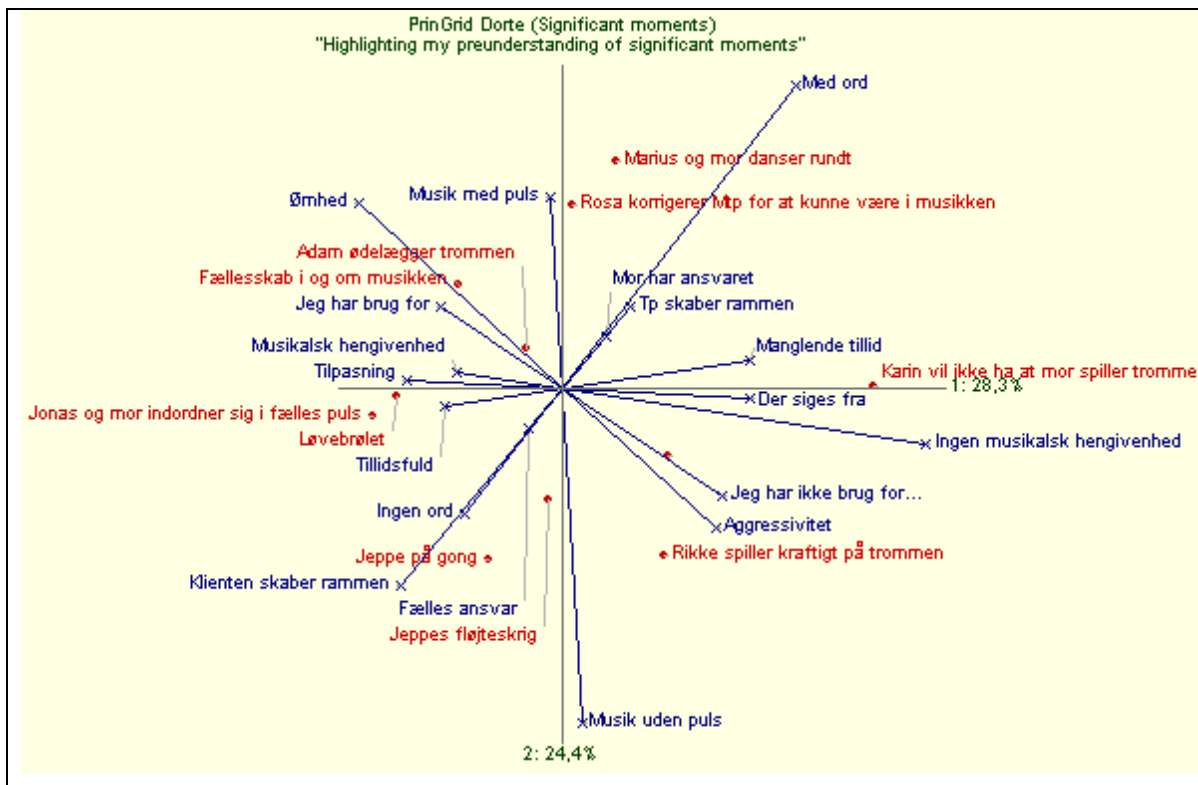 PrinGrid Dorte (Significant moments)
"Highlighting my preunderstanding of significant moments"
Med ord
Marius og mor danser rundt
Ømhed
Musik med puls
Rosa korrigerer Mtp for at kunne være i musikken
Adam ødelægger trommen
Fællesskab i og om musikken
Mor har ansvaret
Jeg har brug for
Tp skaber rammen
Musikalsk hengivenhed
Manglende tillid
Tilpasning
Karin vil ikke ha at mor spiller tromme
1: 28,3%
Der siges fra
Jonas og mor indordner sig i fælles puls
Løvebrølet
Ingen musikalsk hengivenhed
Tillidsfuld
Jeg har ikke brug for...
Ingen ord
Aggressivitet
Jeppe på gong
Rikke spiller kraftigt på trommen
Klienten skaber rammen
Fælles ansvar
Jeppes fløjteskrig
Musik uden puls
2: 24,4%